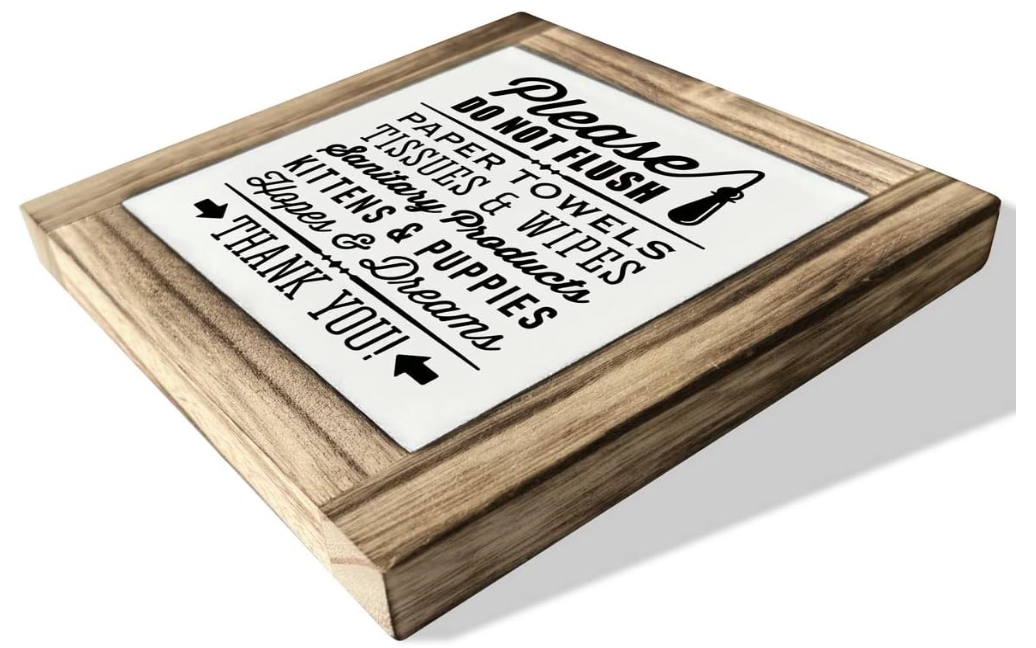 Please
DO NOT FLUSH
PAPER TOWELS
TISSUES & WIPES
Sanitary Products
KITTENS & PUPPIES
Hopes & Dreams
THANK YOU!